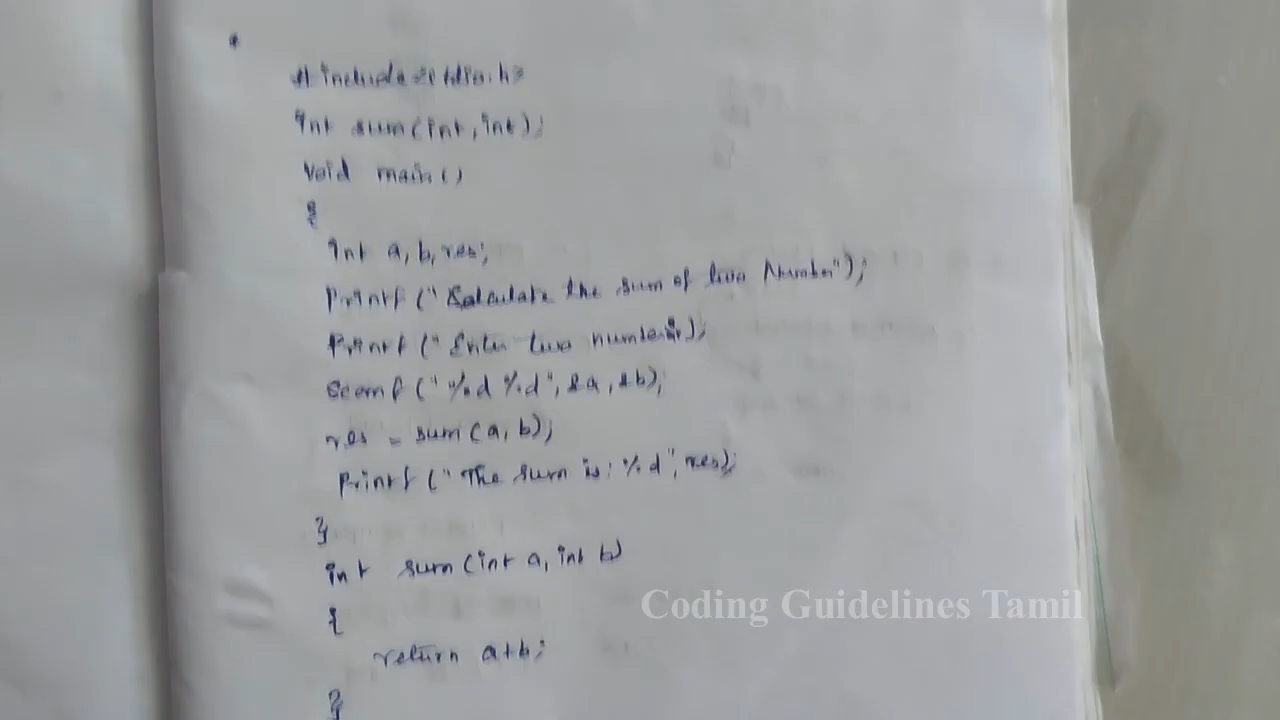 *
# include <stdio.h>
int sum(int, int);
void main()
{
int a, b, res;
Printf ("Calculate the sum of two Number");
Printf ("Enter two number");
Scanf ("%d %d", &a, &b);
res = sum(a, b);
Printf ("The sum is: %d", res);
}
int sum(int a, int b)
{
return a+b;
}
Coding Guidelines Tamil